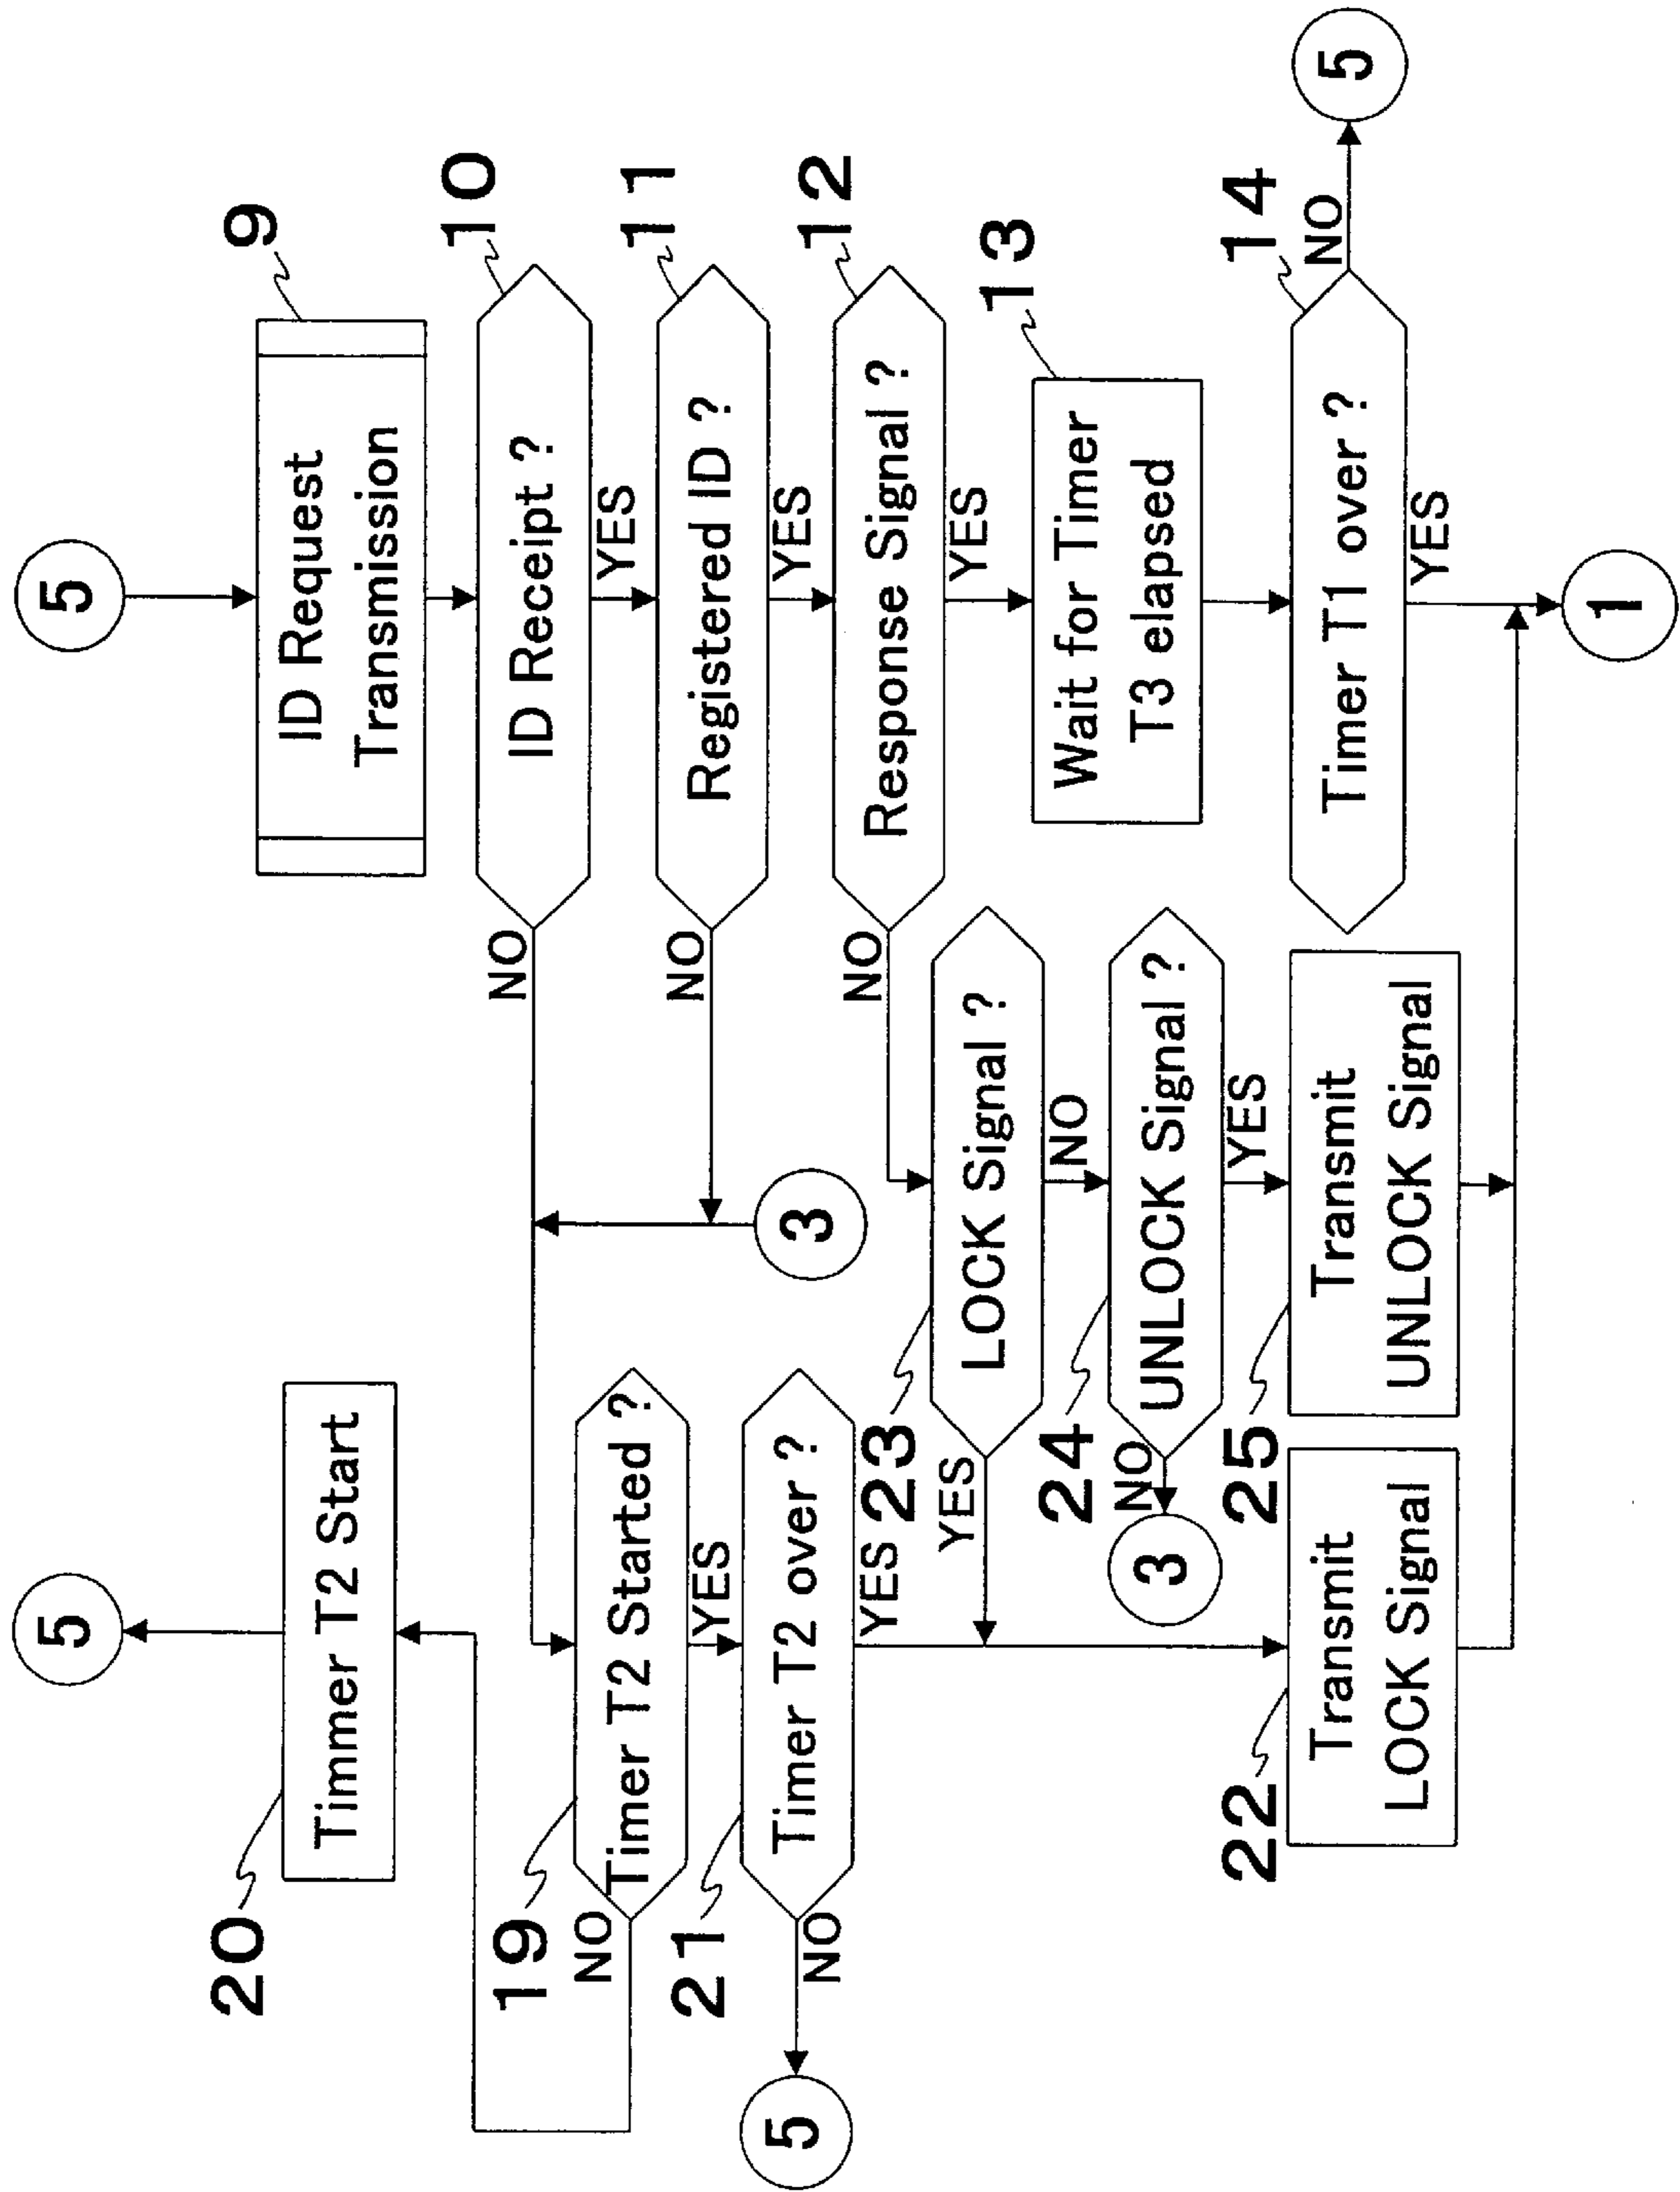 5
9
ID Request
Transmission
10
ID Receipt ?
NO
YES
11
Registered ID ?
NO
YES
12
Response Signal ?
NO
YES
13
Wait for Timer
T3 elapsed
14
Timer T1 over ?
NO
5
YES
1
3
5
20
Timmer T2 Start
19
Timer T2 Started ?
NO
YES
21
Timer T2 over ?
NO
5
YES
23
LOCK Signal ?
YES
NO
24
UNLOCK Signal ?
NO
3
YES
25
Transmit
UNLOCK Signal
22
Transmit
LOCK Signal